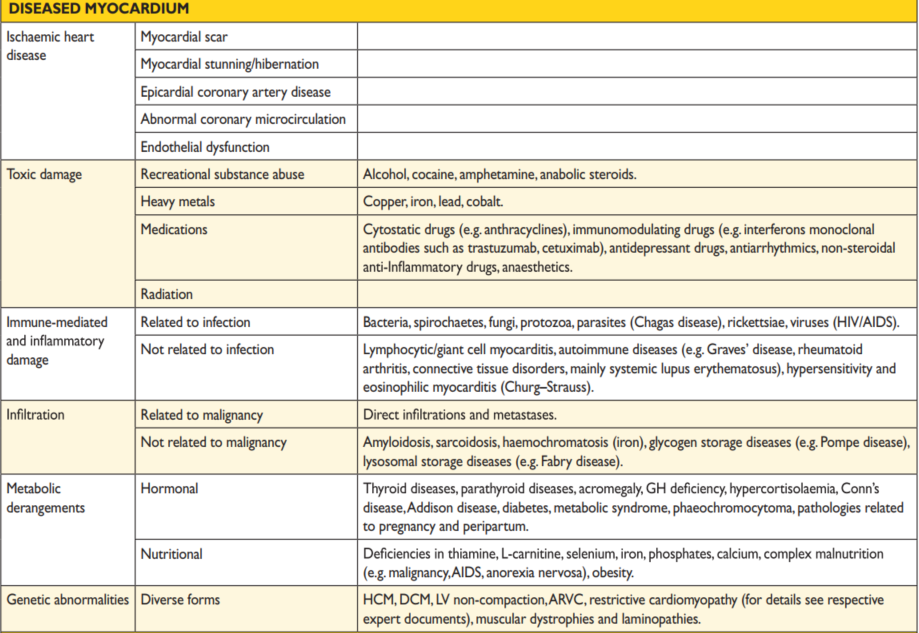 DISEASED MYOCARDIUM
Ischaemic heart
disease
Myocardial scar
Myocardial stunning/hibernation
Epicardial coronary artery disease
Abnormal coronary microcirculation
Endothelial dysfunction
Toxic damage
Recreational substance abuse
Alcohol, cocaine, amphetamine, anabolic steroids.
Heavy metals
Copper, iron, lead, cobalt.
Medications
Cytostatic drugs (e.g. anthracyclines), immunomodulating drugs (e.g. interferons monoclonal
antibodies such as trastuzumab, cetuximab), antidepressant drugs, antiarrhythmics, non-steroidal
anti-Inflammatory drugs, anaesthetics.
Radiation
Immune-mediated
and inflammatory
damage
Related to infection
Bacteria, spirochaetes, fungi, protozoa, parasites (Chagas disease), rickettsiae, viruses (HIV/AIDS).
Not related to infection
Lymphocytic/giant cell myocarditis, autoimmune diseases (e.g. Graves’ disease, rheumatoid
arthritis, connective tissue disorders, mainly systemic lupus erythematosus), hypersensitivity and
eosinophilic myocarditis (Churg–Strauss).
Infiltration
Related to malignancy
Direct infiltrations and metastases.
Not related to malignancy
Amyloidosis, sarcoidosis, haemochromatosis (iron), glycogen storage diseases (e.g. Pompe disease),
lysosomal storage diseases (e.g. Fabry disease).
Metabolic
derangements
Hormonal
Thyroid diseases, parathyroid diseases, acromegaly, GH deficiency, hypercortisolaemia, Conn’s
disease, Addison disease, diabetes, metabolic syndrome, phaeochromocytoma, pathologies related
to pregnancy and peripartum.
Nutritional
Deficiencies in thiamine, L-carnitine, selenium, iron, phosphates, calcium, complex malnutrition
(e.g. malignancy, AIDS, anorexia nervosa), obesity.
Genetic abnormalities
Diverse forms
HCM, DCM, LV non-compaction, ARVC, restrictive cardiomyopathy (for details see respective
expert documents), muscular dystrophies and laminopathies.